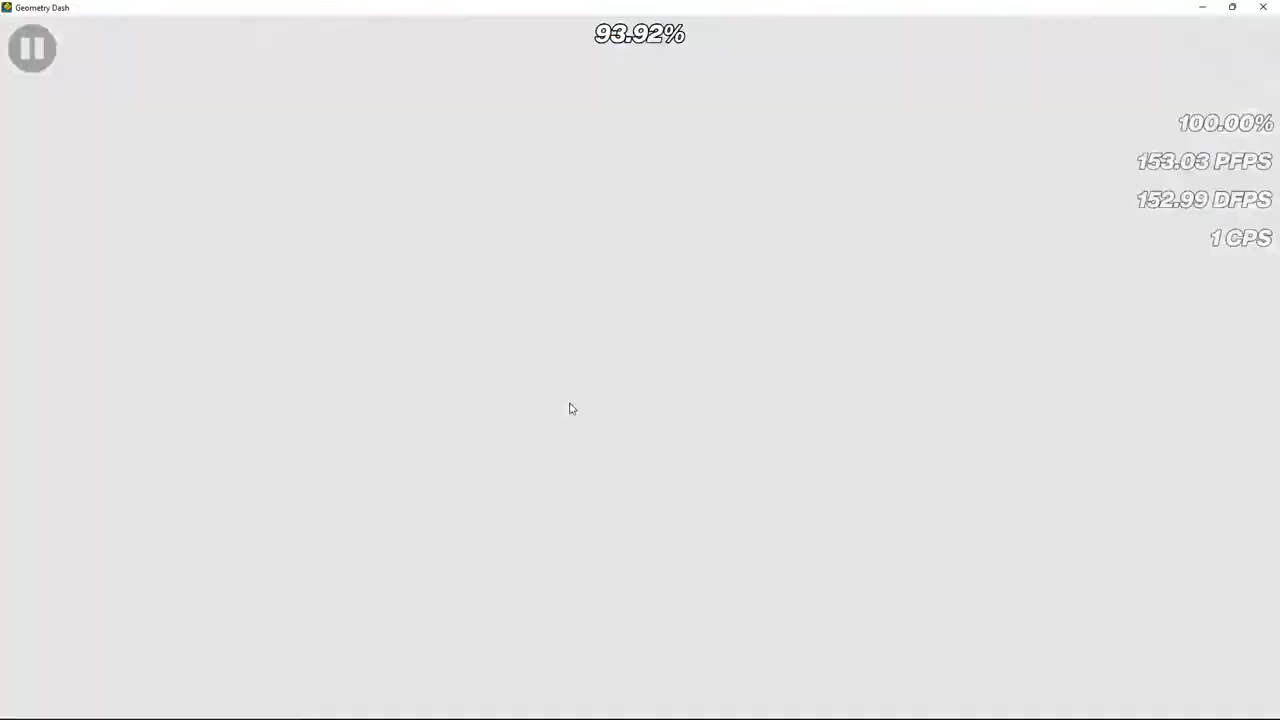 Geometry Dash
93.92%
100.00%
153.03 PFPS
152.99 DFPS
1 CPS